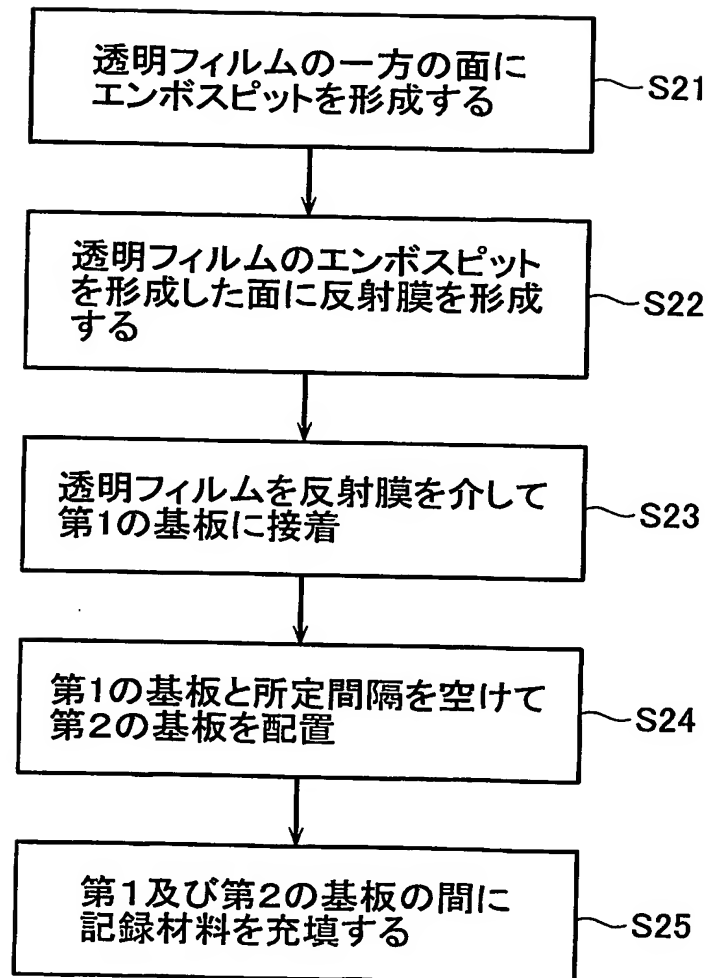 透明フィルムの一方の面に
エンボスピットを形成する
S21
透明フィルムのエンボスピット
を形成した面に反射膜を形成
する
S22
透明フィルムを反射膜を介して
第1の基板に接着
S23
第1の基板と所定間隔を空けて
第2の基板を配置
S24
第1及び第2の基板の間に
記録材料を充填する
S25